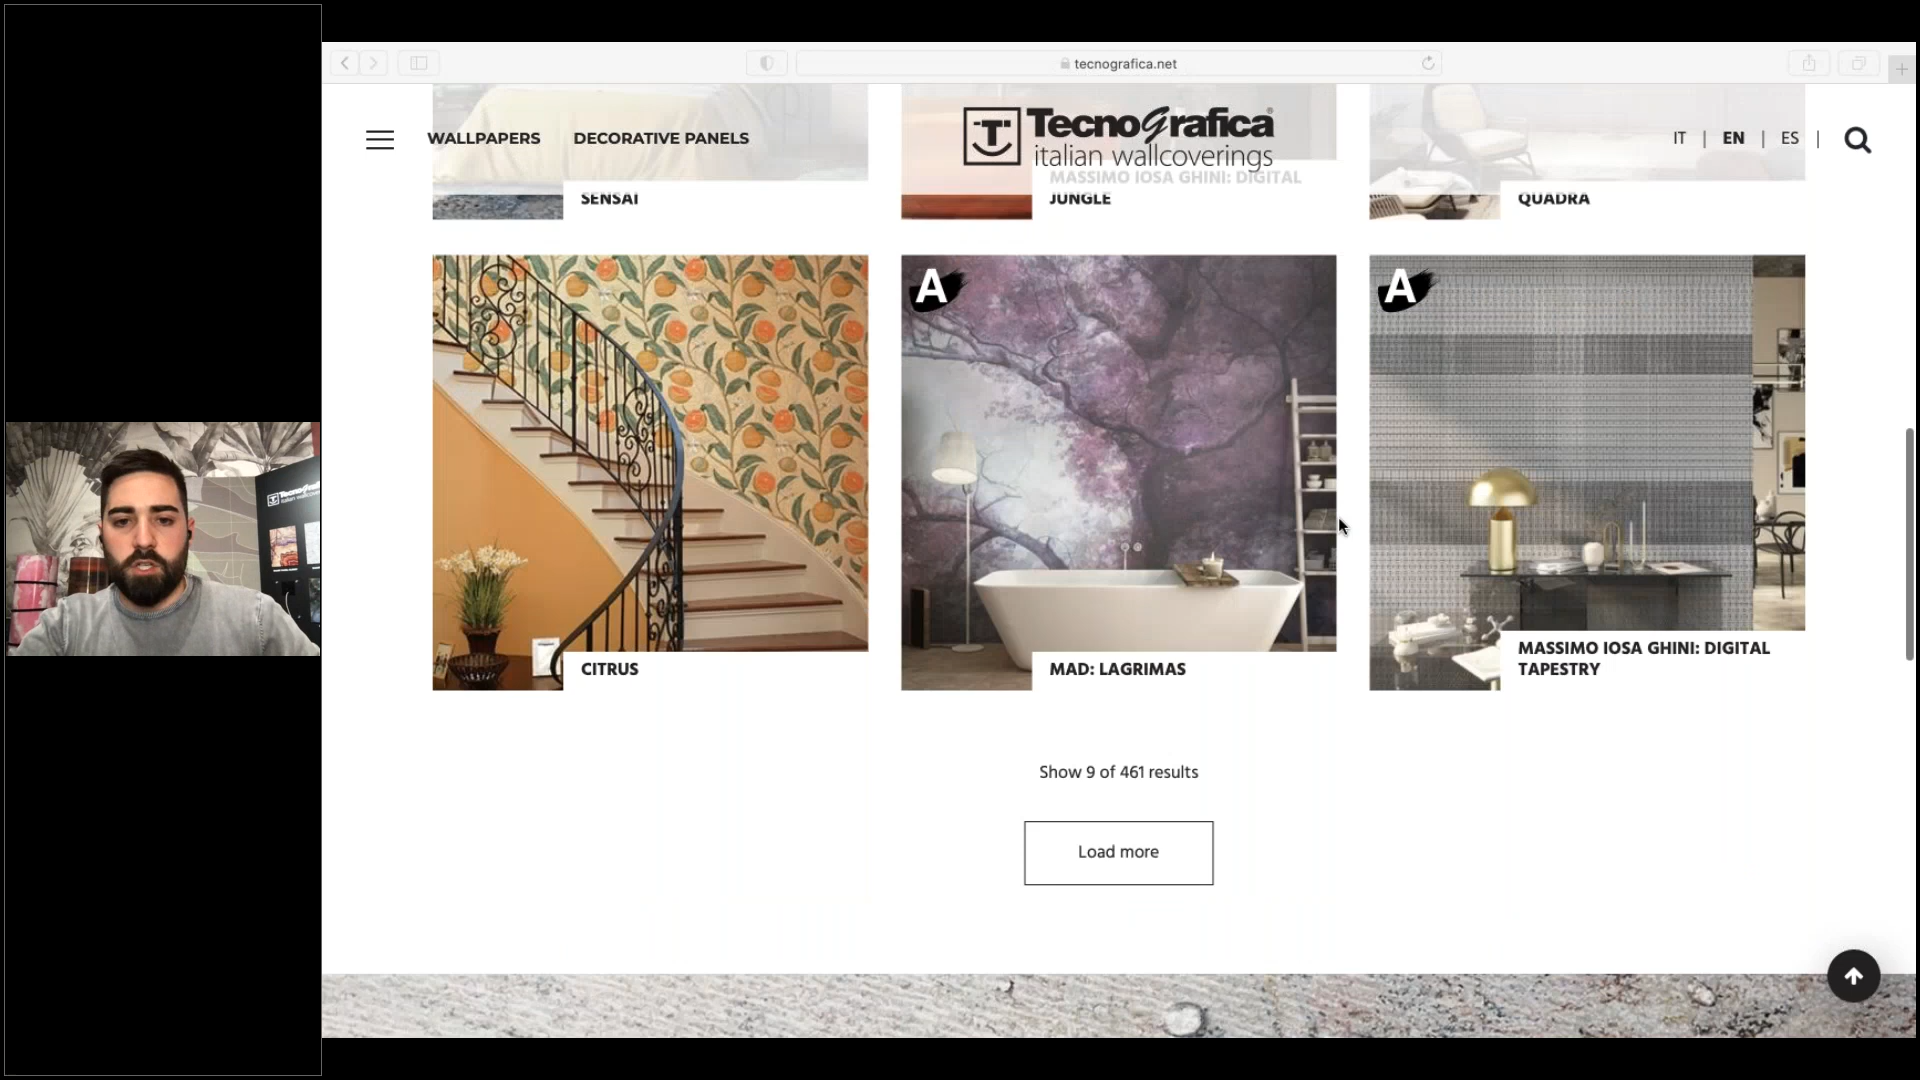 tecnografica.net
WALLPAPERS
DECORATIVE PANELS
TecnoGrafica
italian wallcoverings
IT | EN | ES |
SENSAI
MASSIMO IOSA GHINI: DIGITAL
JUNGLE
QUADRA
A
A
CITRUS
MAD: LAGRIMAS
MASSIMO IOSA GHINI: DIGITAL
TAPESTRY
Show 9 of 461 results
Load more